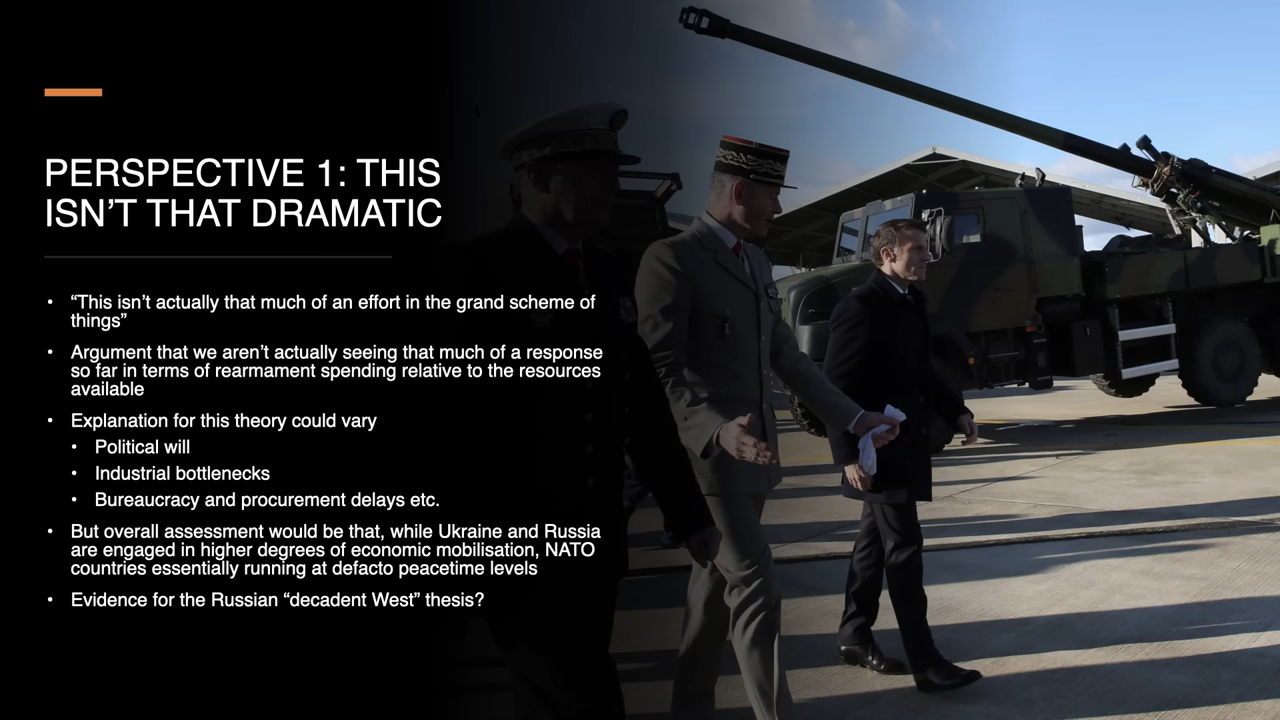 PERSPECTIVE 1: THIS
ISN’T THAT DRAMATIC
• “This isn’t actually that much of an effort in the grand scheme of
things”
• Argument that we aren’t actually seeing that much of a response
so far in terms of rearmament spending relative to the resources
available
• Explanation for this theory could vary
• Political will
• Industrial bottlenecks
• Bureaucracy and procurement delays etc.
• But overall assessment would be that, while Ukraine and Russia
are engaged in higher degrees of economic mobilisation, NATO
countries essentially running at defacto peacetime levels
• Evidence for the Russian “decadent West” thesis?